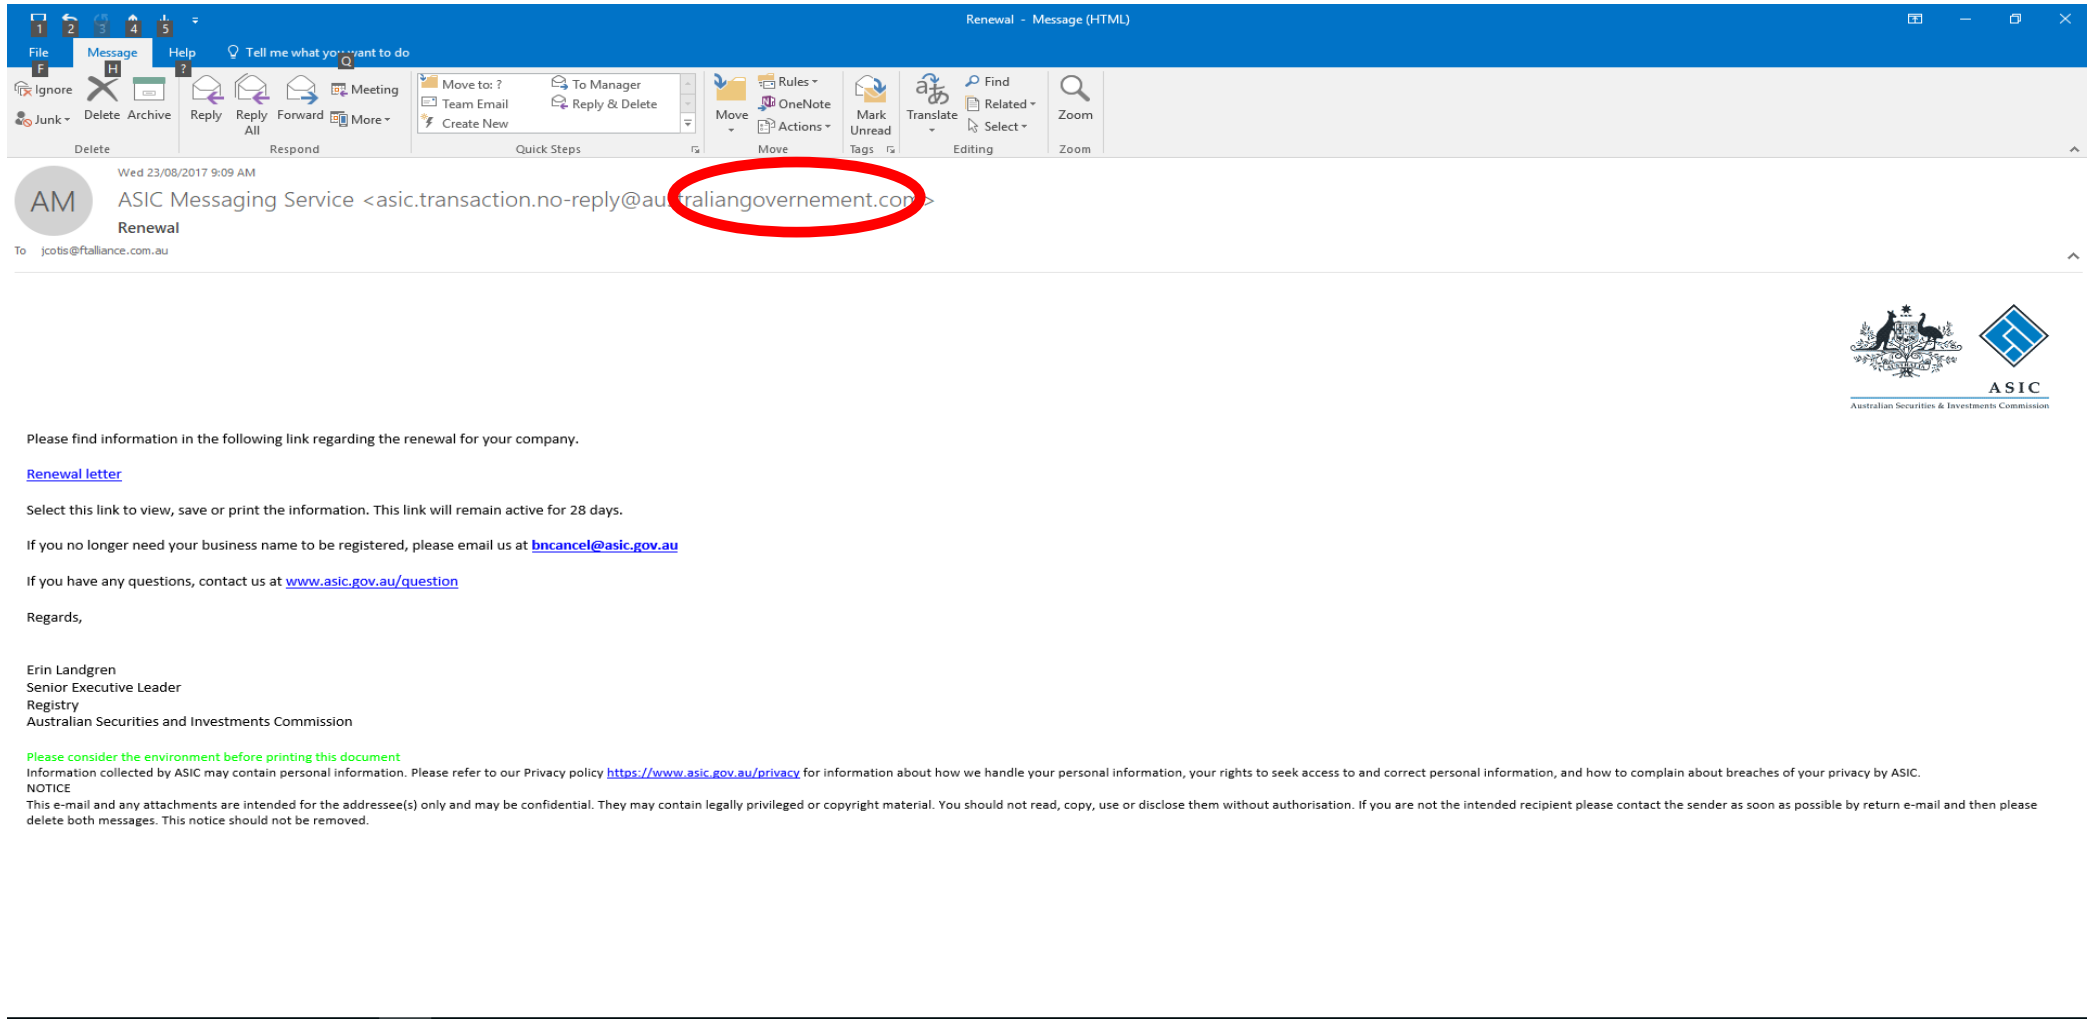 1 2 3 4 5
Renewal - Message (HTML)
File Message Help Tell me what you want to do
F H ? Q
Ignore
Junk
Delete Archive
Reply Reply All Forward
Meeting
More
Move to: ? To Manager
Team Email Reply & Delete
Create New
Move
Rules
OneNote
Actions
Mark Unread
Translate
Find
Related
Select
Zoom
Delete Respond Quick Steps Move Tags Editing Zoom
Wed 23/08/2017 9:09 AM
AM
ASIC Messaging Service <asic.transaction.no-reply@australiangovernement.com>
Renewal
To jcotis@ftalliance.com.au
AUSTRALIA
ASIC
Australian Securities & Investments Commission
Please find information in the following link regarding the renewal for your company.
Renewal letter
Select this link to view, save or print the information. This link will remain active for 28 days.
If you no longer need your business name to be registered, please email us at bncancel@asic.gov.au
If you have any questions, contact us at www.asic.gov.au/question
Regards,
Erin Landgren
Senior Executive Leader
Registry
Australian Securities and Investments Commission
Please consider the environment before printing this document
Information collected by ASIC may contain personal information. Please refer to our Privacy policy https://www.asic.gov.au/privacy for information about how we handle your personal information, your rights to seek access to and correct personal information, and how to complain about breaches of your privacy by ASIC.
NOTICE
This e-mail and any attachments are intended for the addressee(s) only and may be confidential. They may contain legally privileged or copyright material. You should not read, copy, use or disclose them without authorisation. If you are not the intended recipient please contact the sender as soon as possible by return e-mail and then please
delete both messages. This notice should not be removed.